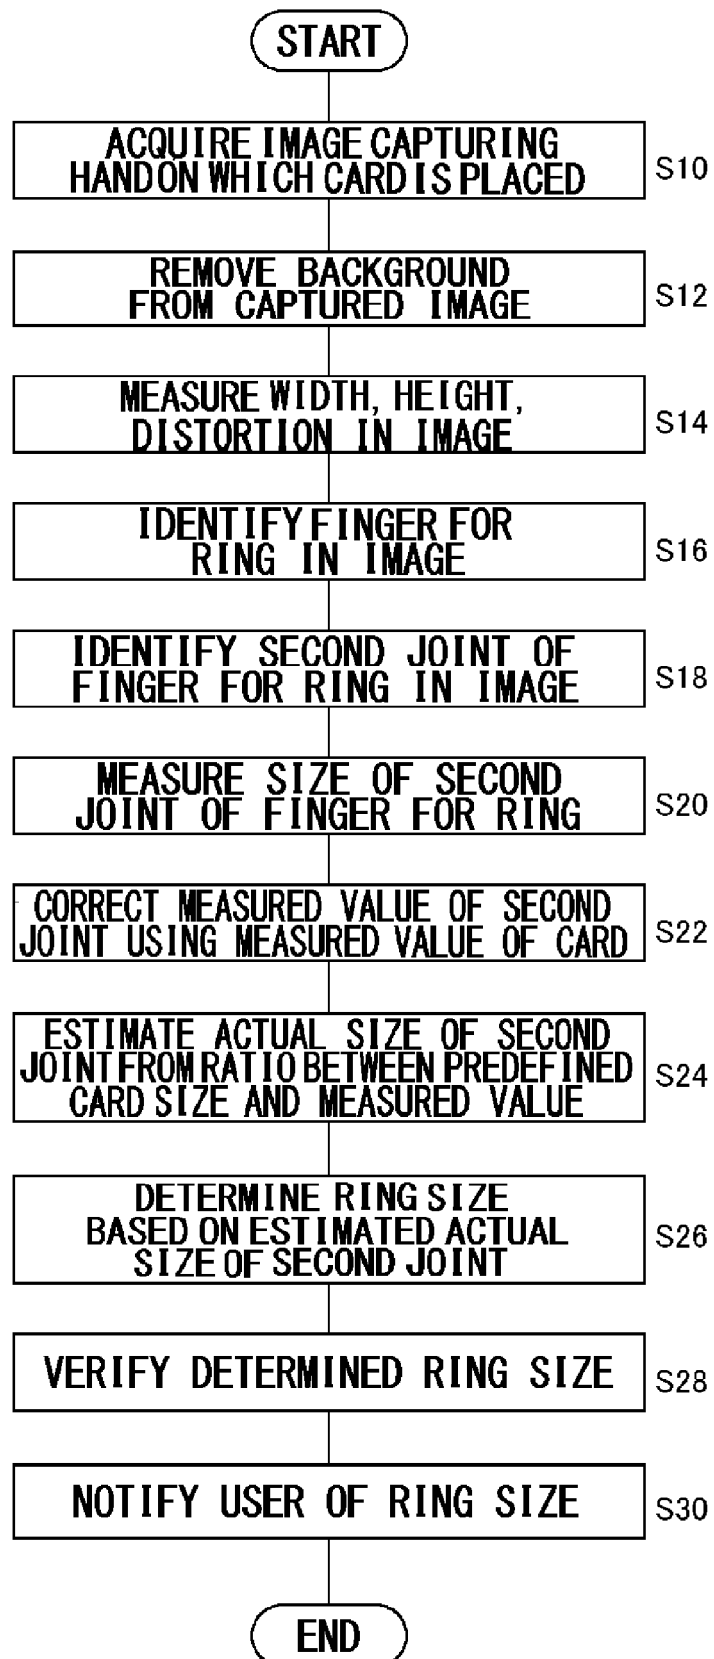 START
ACQUIRE IMAGE CAPTURING
HAND ON WHICH CARD IS PLACED
S10
REMOVE BACKGROUND
FROM CAPTURED IMAGE
S12
MEASURE WIDTH, HEIGHT,
DISTORTION IN IMAGE
S14
IDENTIFY FINGER FOR
RING IN IMAGE
S16
IDENTIFY SECOND JOINT OF
FINGER FOR RING IN IMAGE
S18
MEASURE SIZE OF SECOND
JOINT OF FINGER FOR RING
S20
CORRECT MEASURED VALUE OF SECOND
JOINT USING MEASURED VALUE OF CARD
S22
ESTIMATE ACTUAL SIZE OF SECOND
JOINT FROM RATIO BETWEEN PREDEFINED
CARD SIZE AND MEASURED VALUE
S24
DETERMINE RING SIZE
BASED ON ESTIMATED ACTUAL
SIZE OF SECOND JOINT
S26
VERIFY DETERMINED RING SIZE
S28
NOTIFY USER OF RING SIZE
S30
END